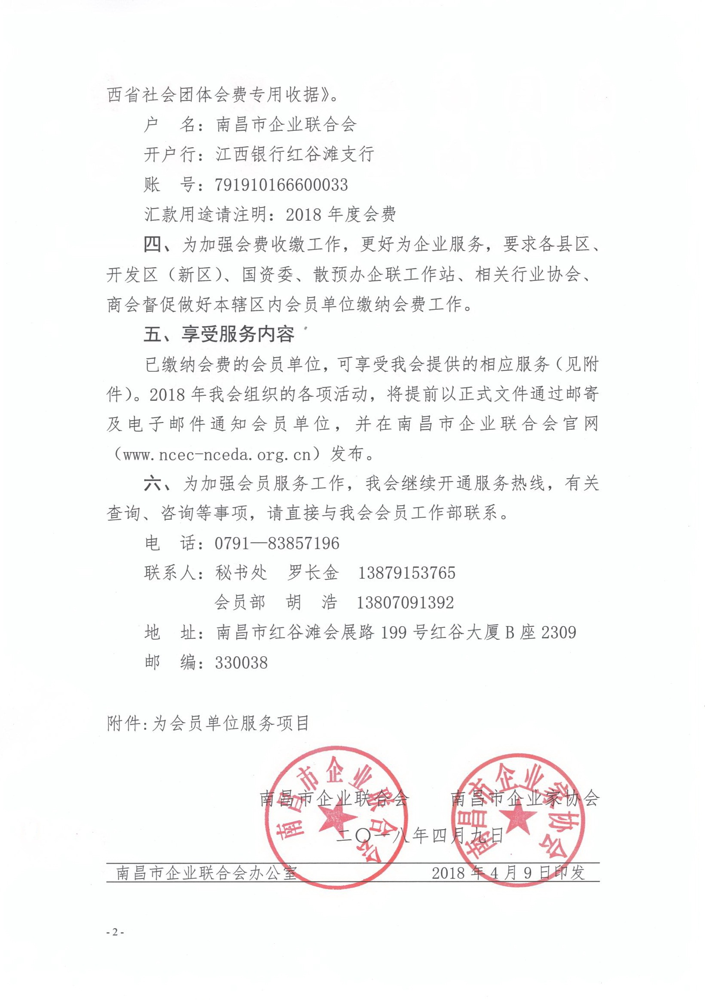 西省社会团体会费专用收据》。
户　名：南昌市企业联合会
开户行：江西银行红谷滩支行
账　号：791910166600033
汇款用途请注明：2018 年度会费
四、为加强会费收缴工作，更好为企业服务，要求各县区、
开发区（新区）、国资委、散预办企联工作站、相关行业协会、
商会督促做好本辖区内会员单位缴纳会费工作。
五、享受服务内容
已缴纳会费的会员单位，可享受我会提供的相应服务（见附
件）。2018 年我会组织的各项活动，将提前以正式文件通过邮寄
及电子邮件通知会员单位，并在南昌市企业联合会官网
（www.ncec-nceda.org.cn）发布。
六、为加强会员服务工作，我会继续开通服务热线，有关
查询、咨询等事项，请直接与我会会员工作部联系。
电　话：0791—83857196
联系人：秘书处　罗长金　13879153765
会员部　胡　浩　13807091392
地　址：南昌市红谷滩会展路 199 号红谷大厦 B 座 2309
邮　编：330038
附件:为会员单位服务项目
南昌市企业联合会　　南昌市企业家协会
二〇一八年四月九日
南昌市企业联合会
南昌市企业家协会
南昌市企业联合会办公室　　2018 年 4 月 9 日印发
- 2 -